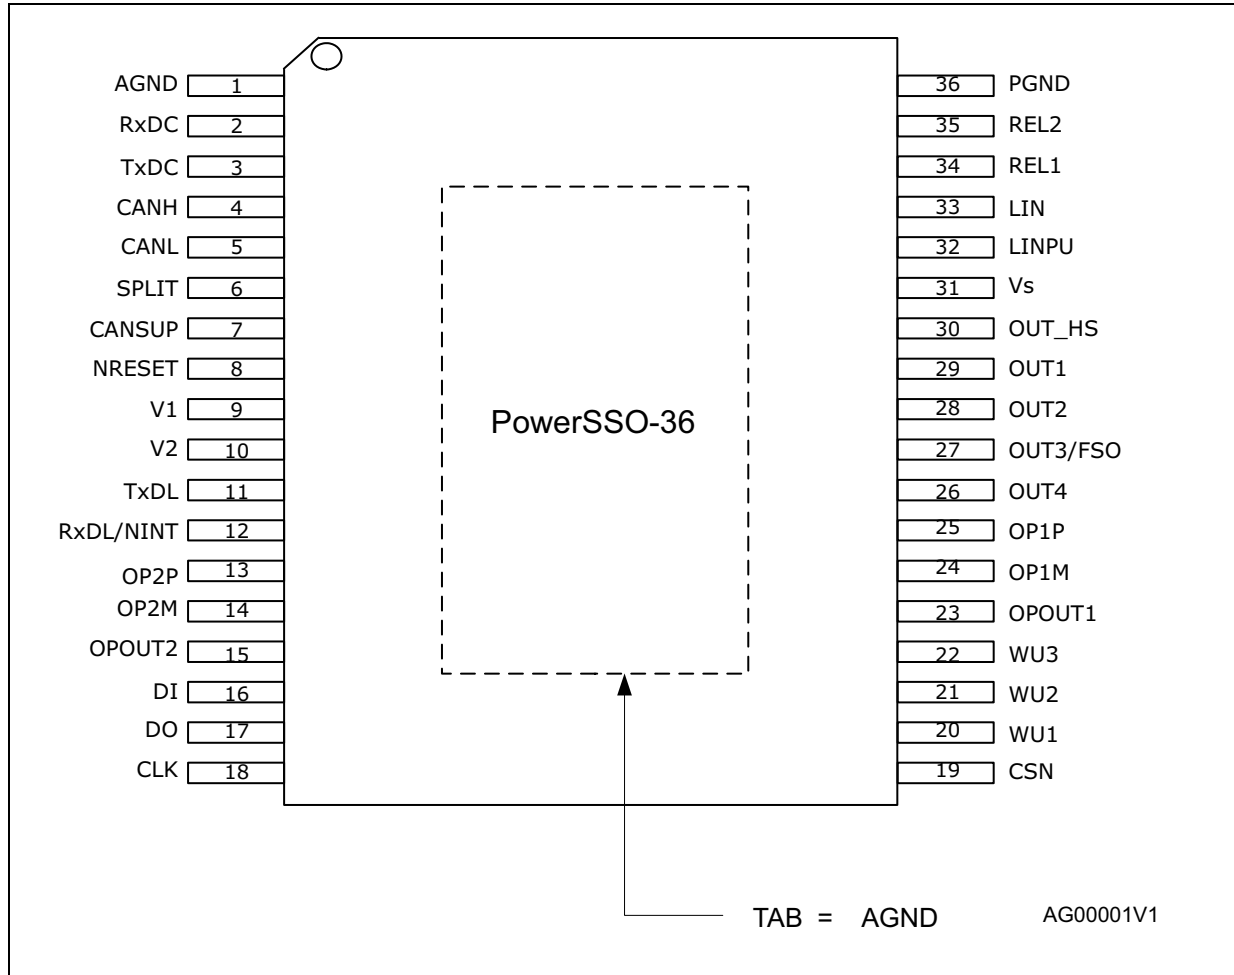 AGND 1 36 PGND
RxDC 2 35 REL2
TxDC 3 34 REL1
CANH 4 33 LIN
CANL 5 32 LINPU
SPLIT 6 31 Vs
CANSUP 7 30 OUT_HS
NRESET 8 29 OUT1
V1 9 28 OUT2
PowerSSO-36
V2 10 27 OUT3/FSO
TxDL 11 26 OUT4
RxDL/NINT 12 25 OP1P
OP2P 13 24 OP1M
OP2M 14 23 OPOUT1
OPOUT2 15 22 WU3
DI 16 21 WU2
DO 17 20 WU1
CLK 18 19 CSN
TAB = AGND AG00001V1